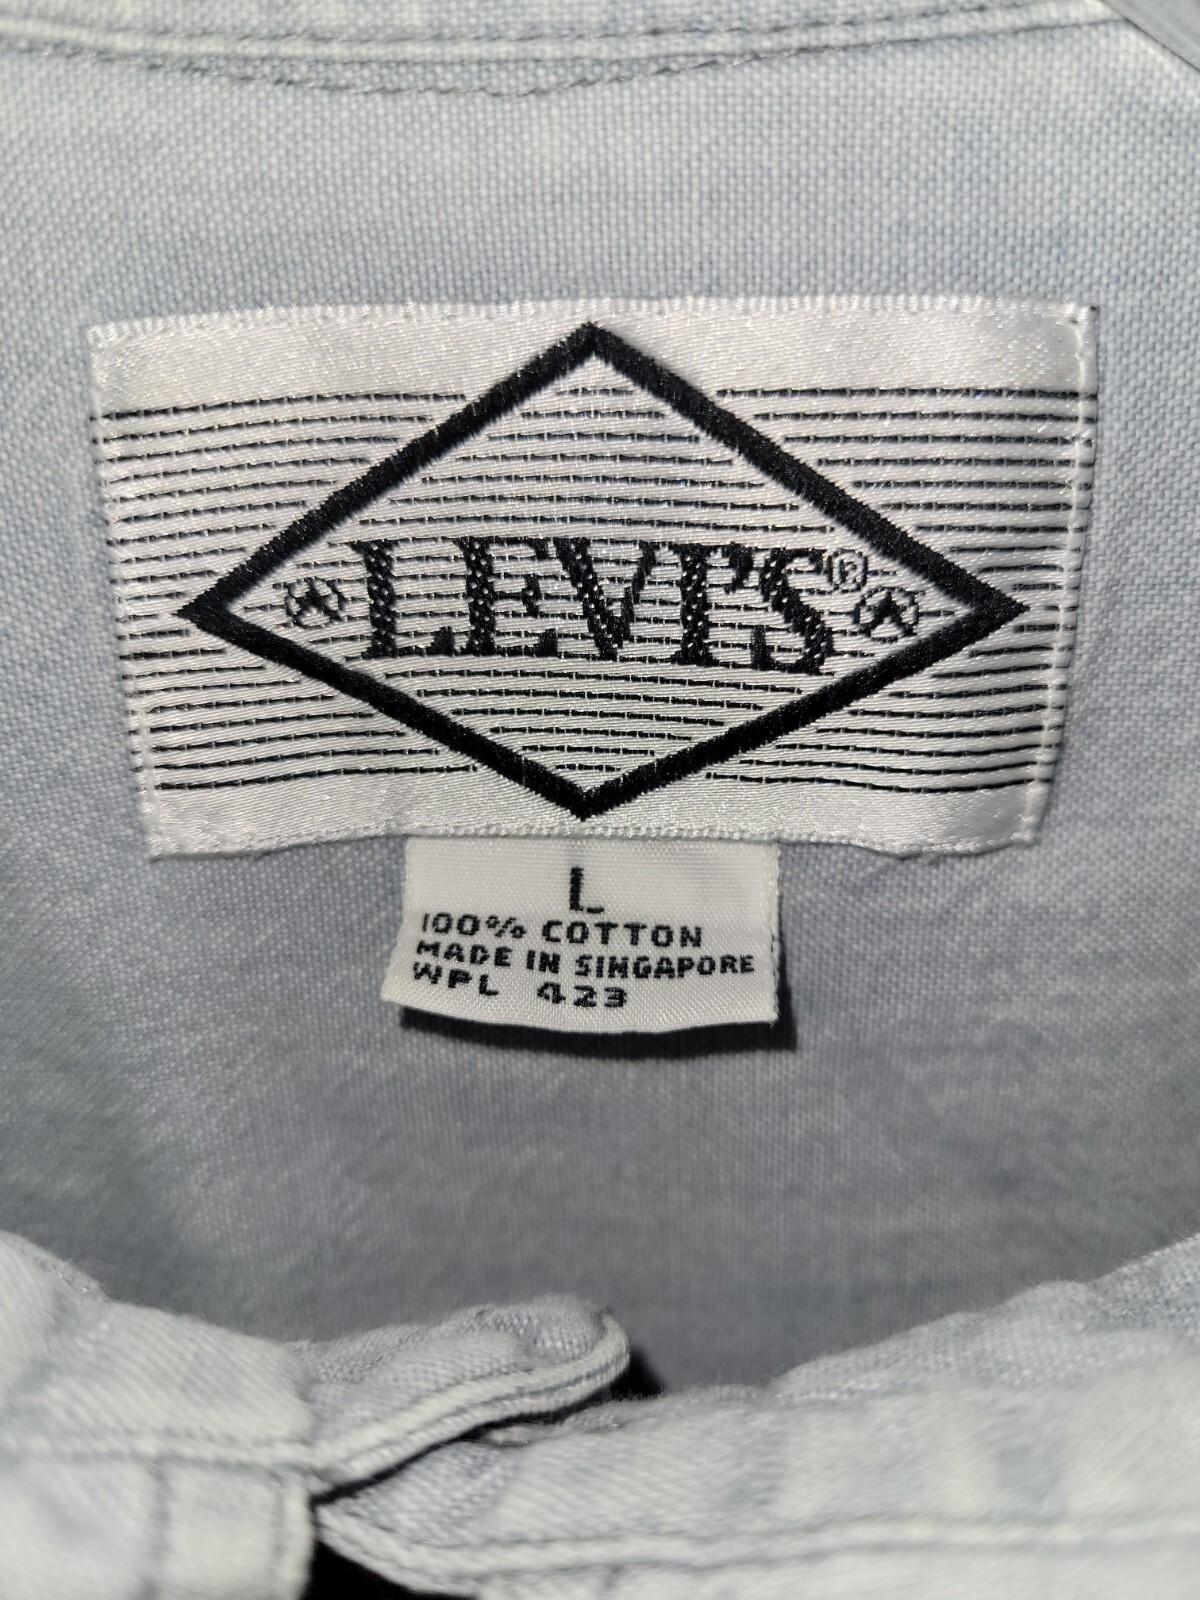 LEVI'S®
L
100% COTTON
MADE IN SINGAPORE
WPL 423